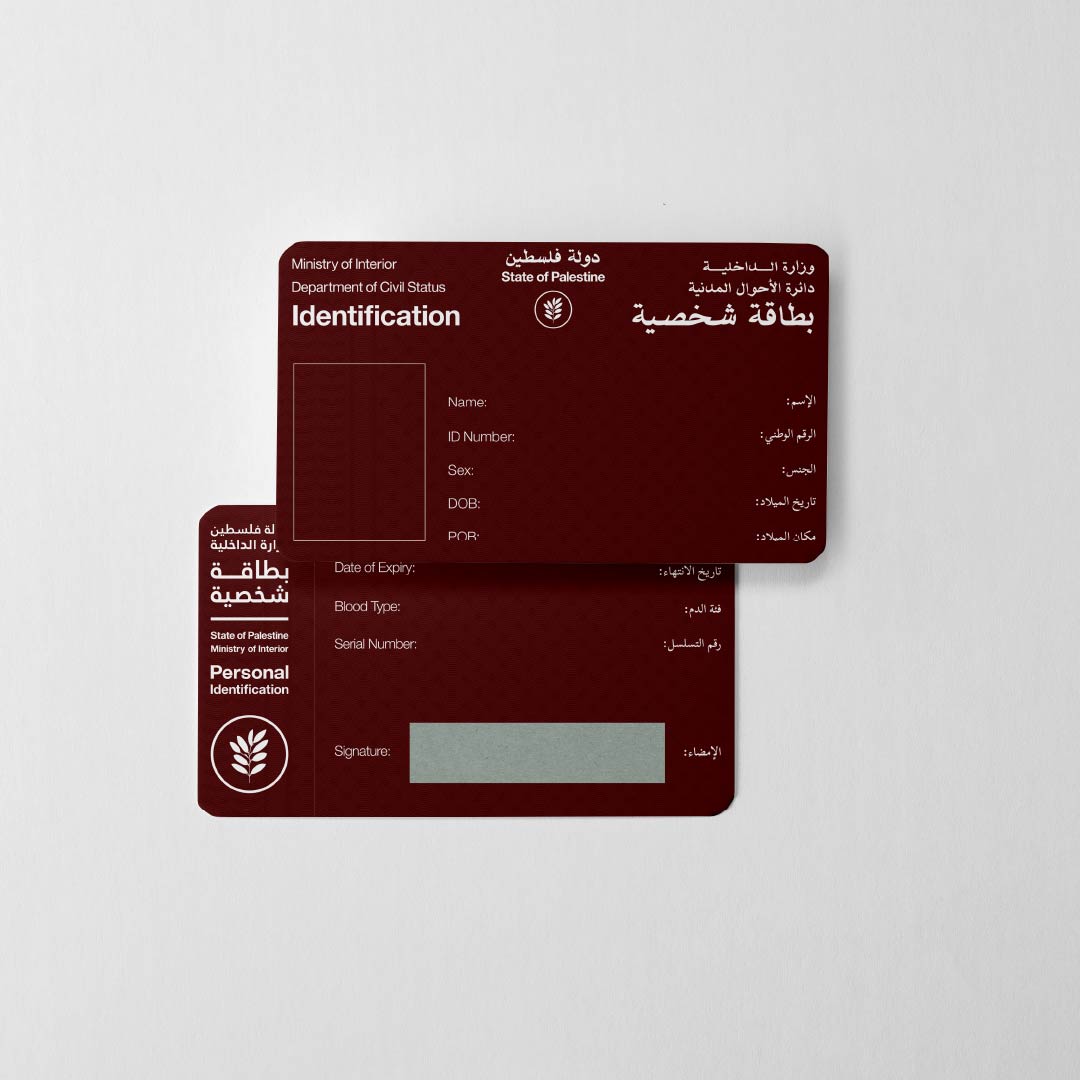 Ministry of Interior
Department of Civil Status
Identification
دولة فلسطين
State of Palestine
وزارة الـداخليـة
دائرة الأحوال المدنية
بطاقة شخصية
Name:
الإسم:
ID Number:
الرقم الوطني:
Sex:
الجنس:
DOB:
تاريخ الميلاد:
POB:
مكان الميلاد:
فلسطين
الداخلية
بطاقـة
شخصية
State of Palestine
Ministry of Interior
Personal
Identification
Date of Expiry:
تاريخ الانتهاء:
Blood Type:
فئة الدم:
Serial Number:
رقم التسلسل:
Signature:
الإمضاء: